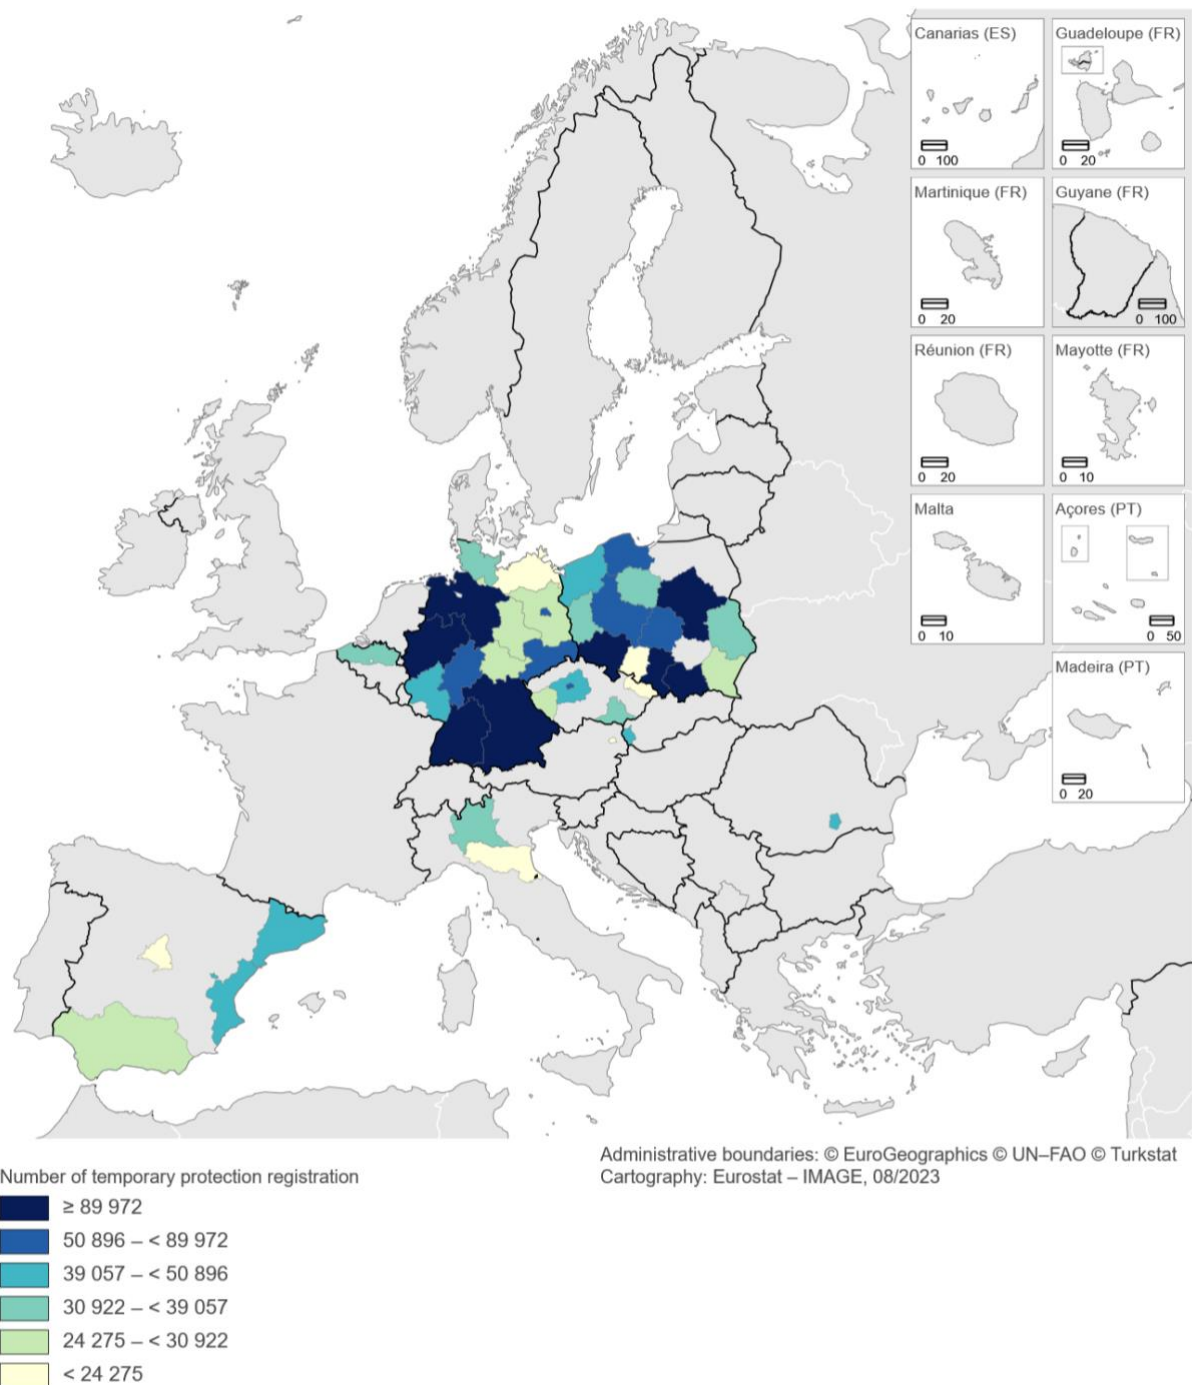 Canarias (ES)
0 100
Guadeloupe (FR)
0 20
Martinique (FR)
0 20
Guyane (FR)
0 100
Réunion (FR)
0 20
Mayotte (FR)
0 10
Malta
0 10
Açores (PT)
0 50
Madeira (PT)
0 20
Administrative boundaries: © EuroGeographics © UN–FAO © Turkstat
Cartography: Eurostat – IMAGE, 08/2023
Number of temporary protection registration
≥ 89 972
50 896 – < 89 972
39 057 – < 50 896
30 922 – < 39 057
24 275 – < 30 922
< 24 275